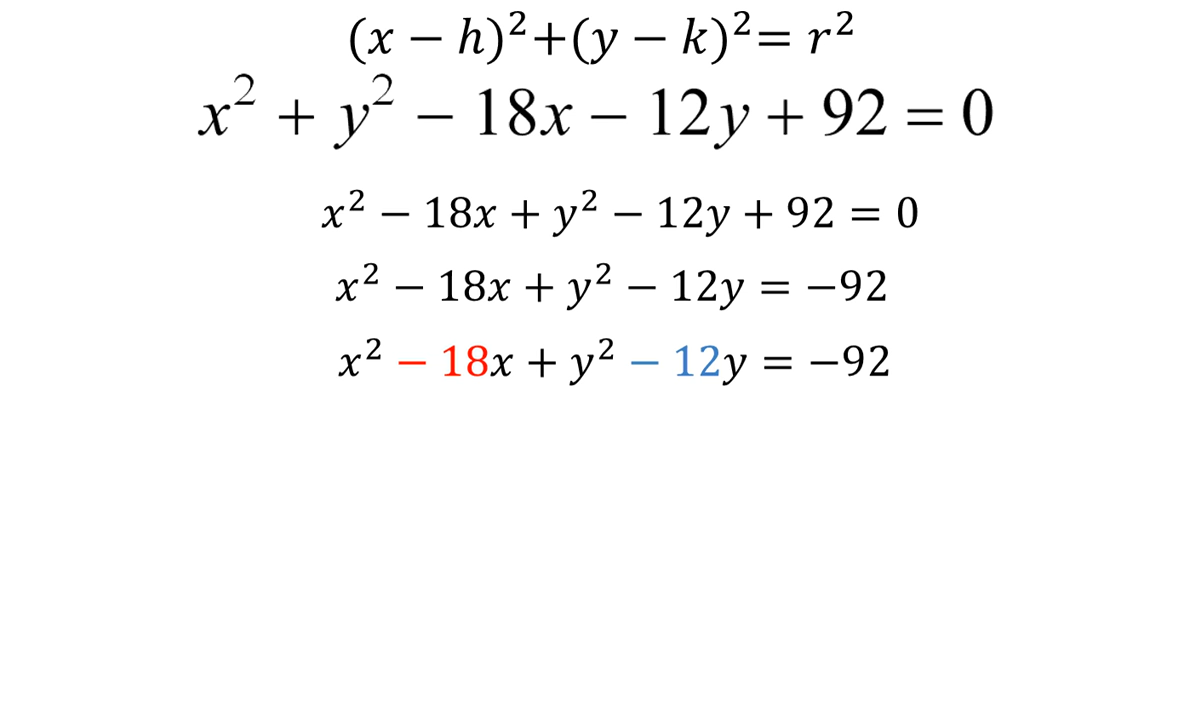 (x – h)²+(y – k)²= r²
x² + y² – 18x – 12y + 92 = 0
x² – 18x + y² – 12y + 92 = 0
x² – 18x + y² – 12y = –92
x² – 18x + y² – 12y = –92